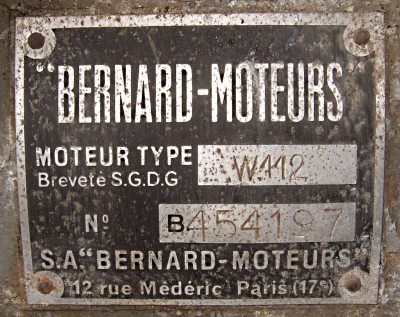 "BERNARD-MOTEURS"
MOTEUR TYPE W112
Breveté S.G.D.G
Nº B454197
S.A."BERNARD-MOTEURS"
12 rue Médéric Paris (17e)